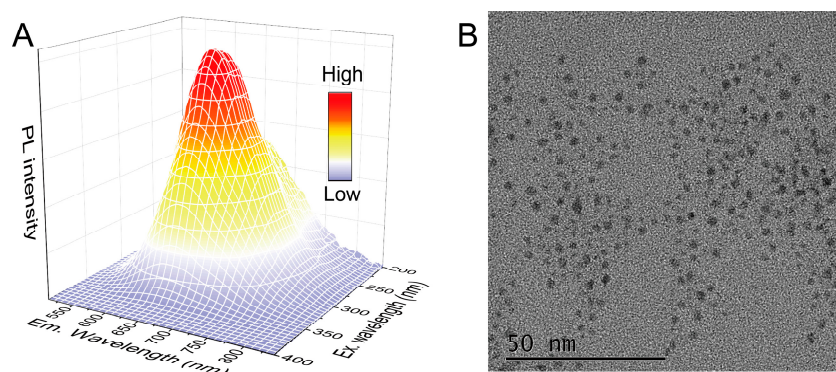 A
High
Low
PL intensity
550
600
650
700
750
800
Em. Wavelength (nm)
200
250
300
350
400
Ex. wavelength (nm)
B
50 nm